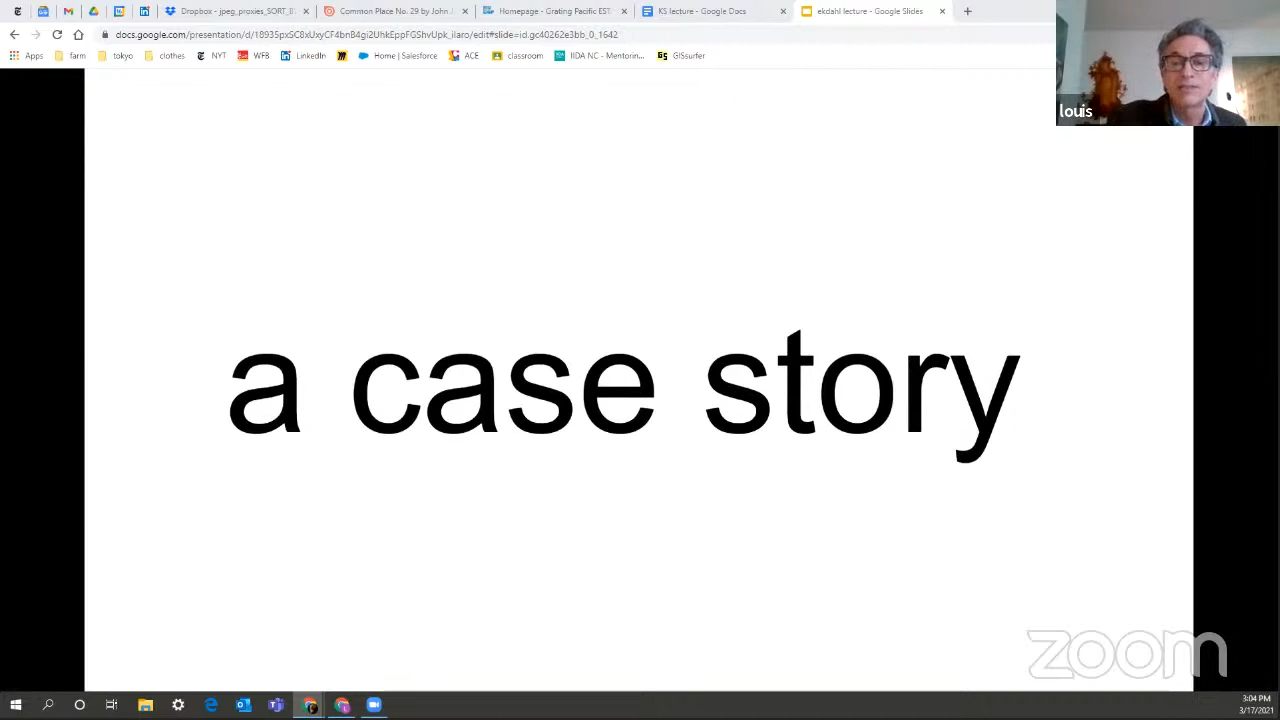 Dropbox - jpeg_proxies_SORT_
Common Place No. 29 by John
Homepage - Grating Pacific EST.
KS lecture - Google Docs
ekdahl lecture - Google Slides
Apps
farm
tokyo
clothes
NYT
WFB
LinkedIn
Home | Salesforce
ACE
classroom
IIDA NC - Mentorin...
GISsurfer
louis
a case story
zoom
3:04 PM
3/17/2021